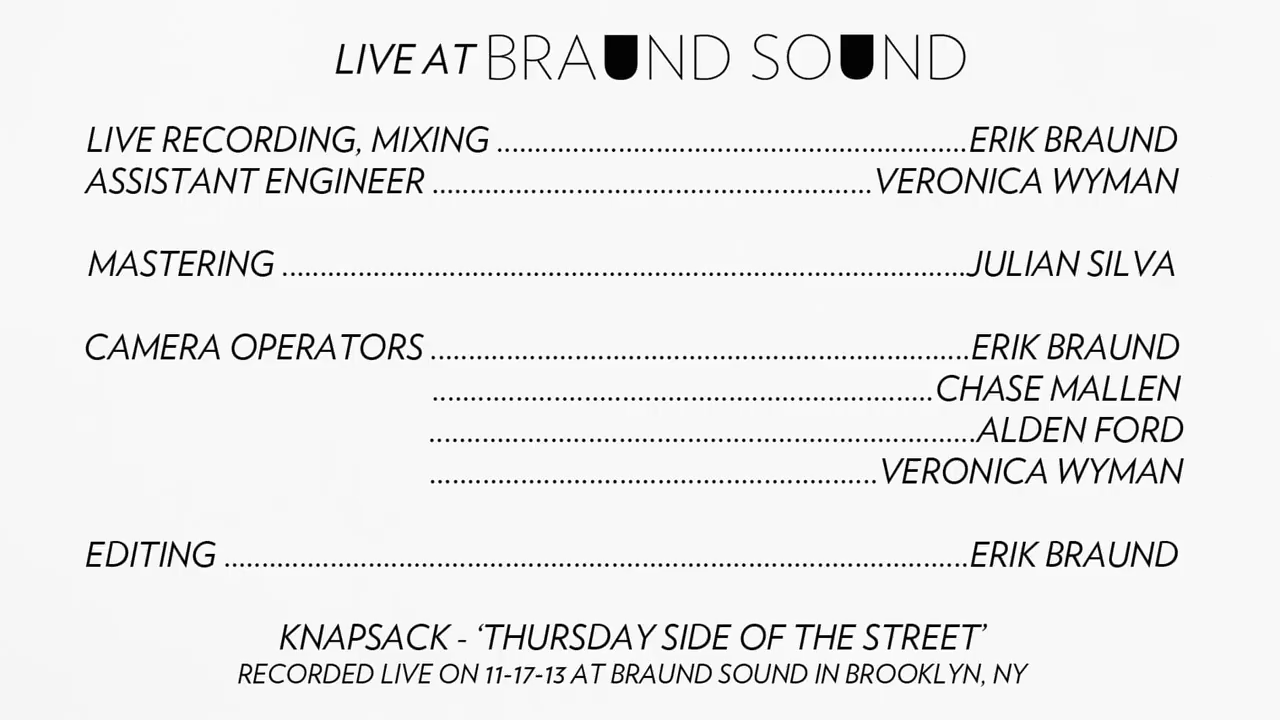 LIVE AT BRAUND SOUND
LIVE RECORDING, MIXING ..................................................ERIK BRAUND
ASSISTANT ENGINEER ...............................................VERONICA WYMAN
MASTERING .........................................................................JULIAN SILVA
CAMERA OPERATORS .........................................................ERIK BRAUND
.....................................................CHASE MALLEN
..........................................................ALDEN FORD
................................................VERONICA WYMAN
EDITING ...............................................................................ERIK BRAUND
KNAPSACK - ‘THURSDAY SIDE OF THE STREET’
RECORDED LIVE ON 11-17-13 AT BRAUND SOUND IN BROOKLYN, NY